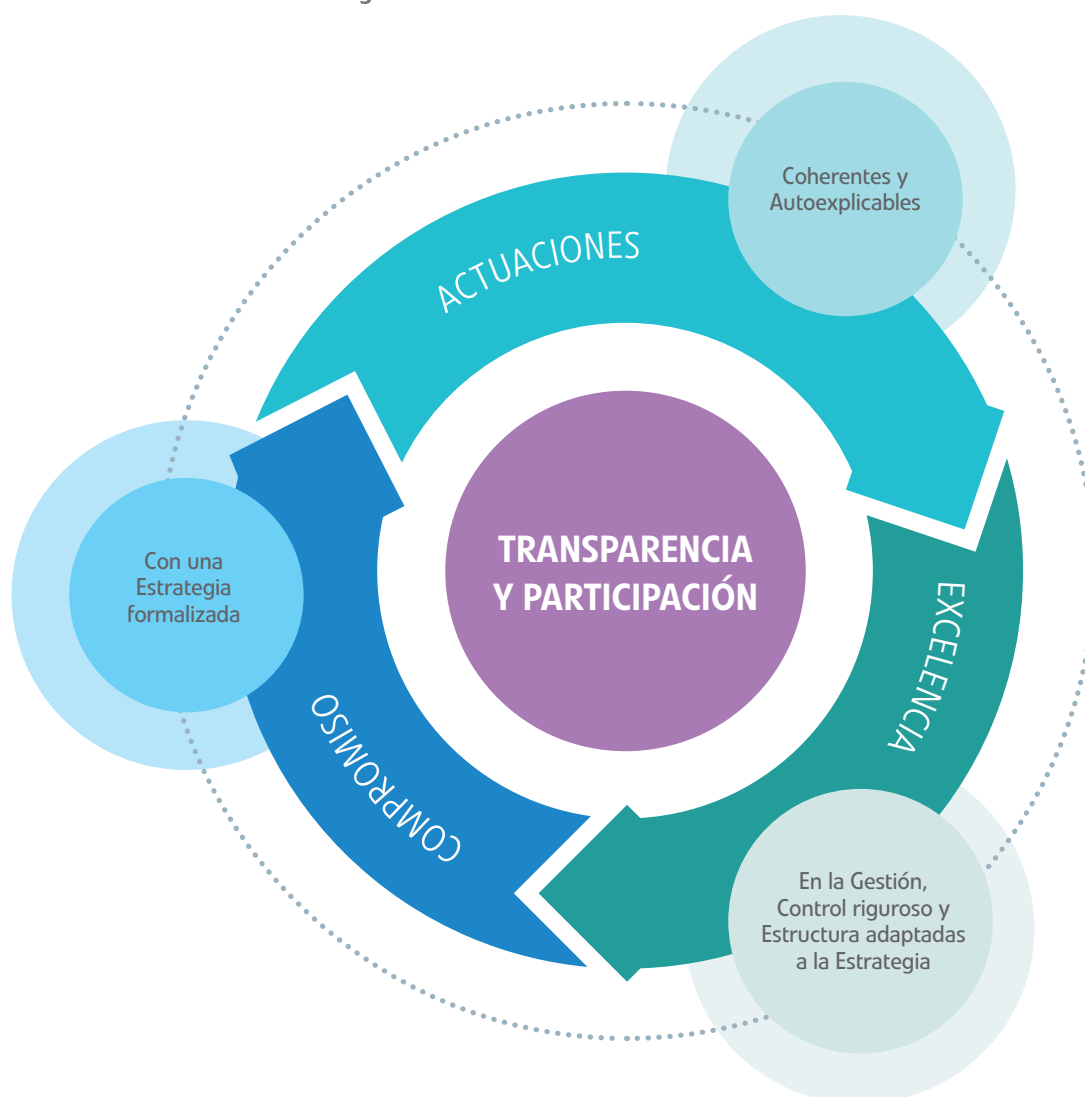 Coherentes y
Autoexplicables
ACTUACIONES
TRANSPARENCIA
Y PARTICIPACIÓN
Con una
Estrategia
formalizada
EXCELENCIA
COMPROMISO
En la Gestión,
Control riguroso y
Estructura adaptadas
a la Estrategia